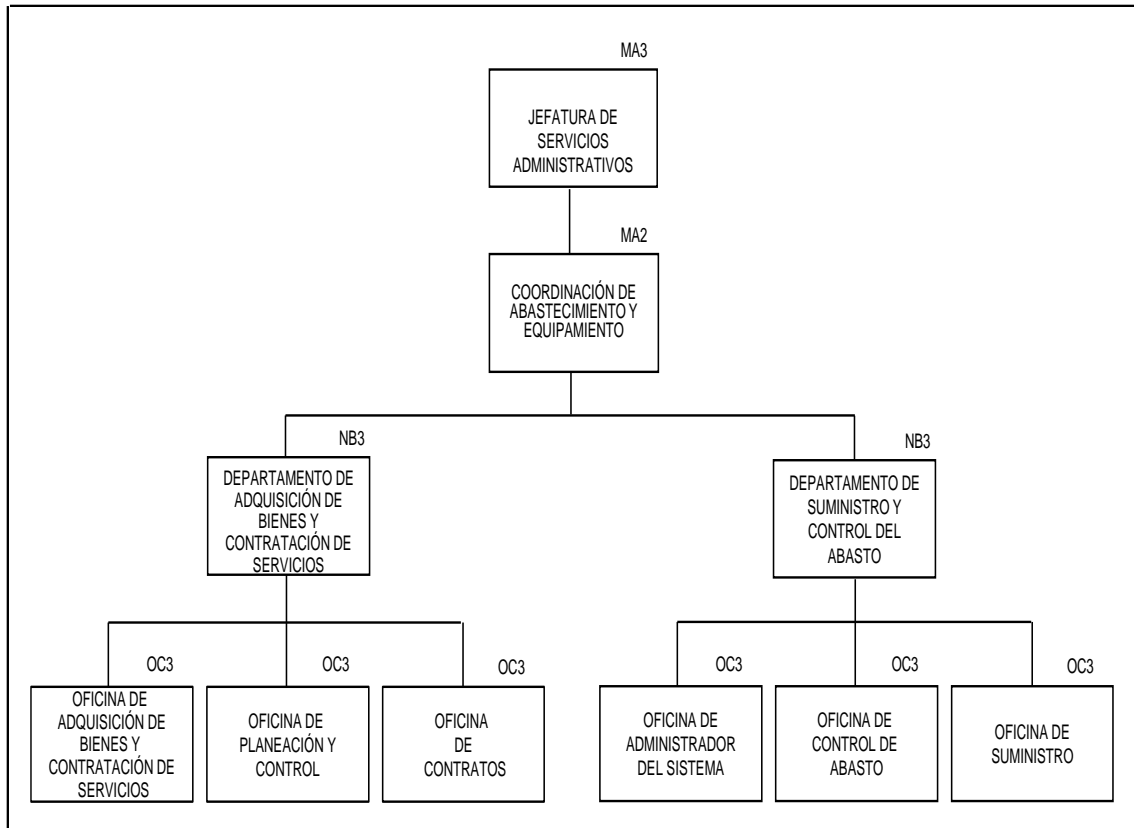 MA3
JEFATURA DE
SERVICIOS
ADMINISTRATIVOS
MA2
COORDINACIÓN DE
ABASTECIMIENTO Y
EQUIPAMIENTO
NB3
DEPARTAMENTO DE
ADQUISICIÓN DE
BIENES Y
CONTRATACIÓN DE
SERVICIOS
NB3
DEPARTAMENTO DE
SUMINISTRO Y
CONTROL DEL
ABASTO
OC3
OFICINA DE
ADQUISICIÓN DE
BIENES Y
CONTRATACIÓN DE
SERVICIOS
OC3
OFICINA DE
PLANEACIÓN Y
CONTROL
OC3
OFICINA
DE
CONTRATOS
OC3
OFICINA DE
ADMINISTRADOR
DEL SISTEMA
OC3
OFICINA DE
CONTROL DE
ABASTO
OC3
OFICINA DE
SUMINISTRO